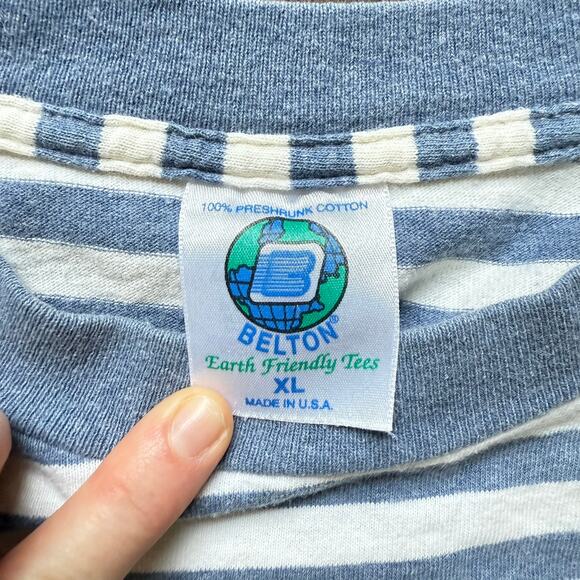 100% PRESHRUNK COTTON
B
BELTON®
Earth Friendly Tees
XL
MADE IN U.S.A.